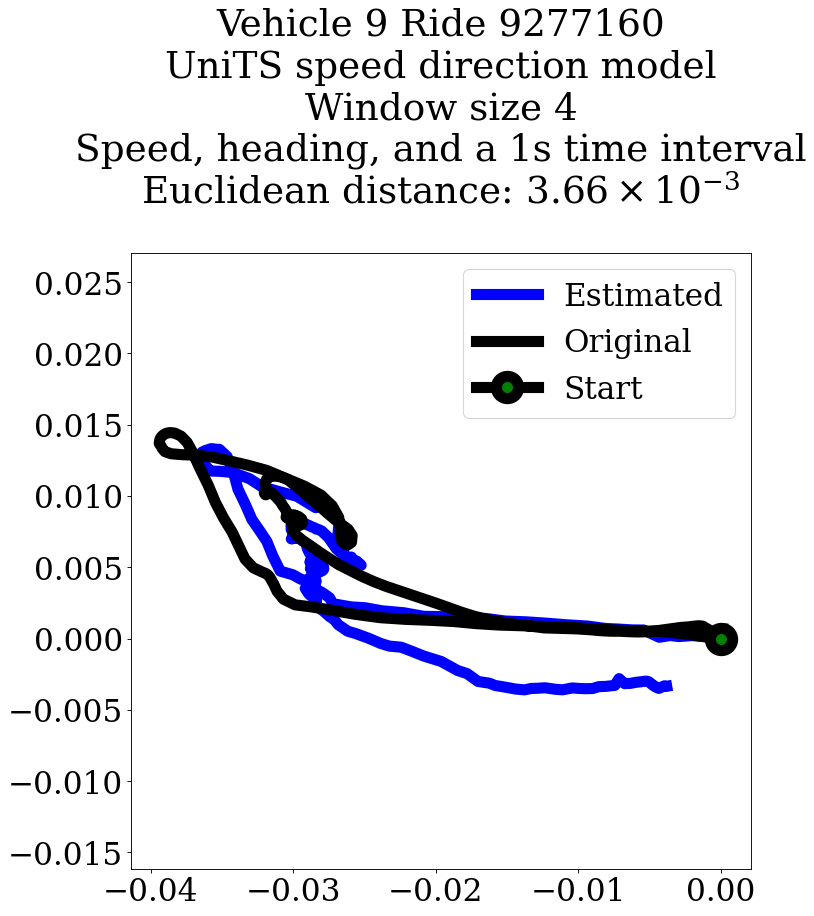 Vehicle 9 Ride 9277160
UniTS speed direction model
Window size 4
Speed, heading, and a 1s time interval
Euclidean distance: 3.66 × 10⁻³
Estimated
Original
Start
0.025
0.020
0.015
0.010
0.005
0.000
−0.005
−0.010
−0.015
−0.04 −0.03 −0.02 −0.01 0.00